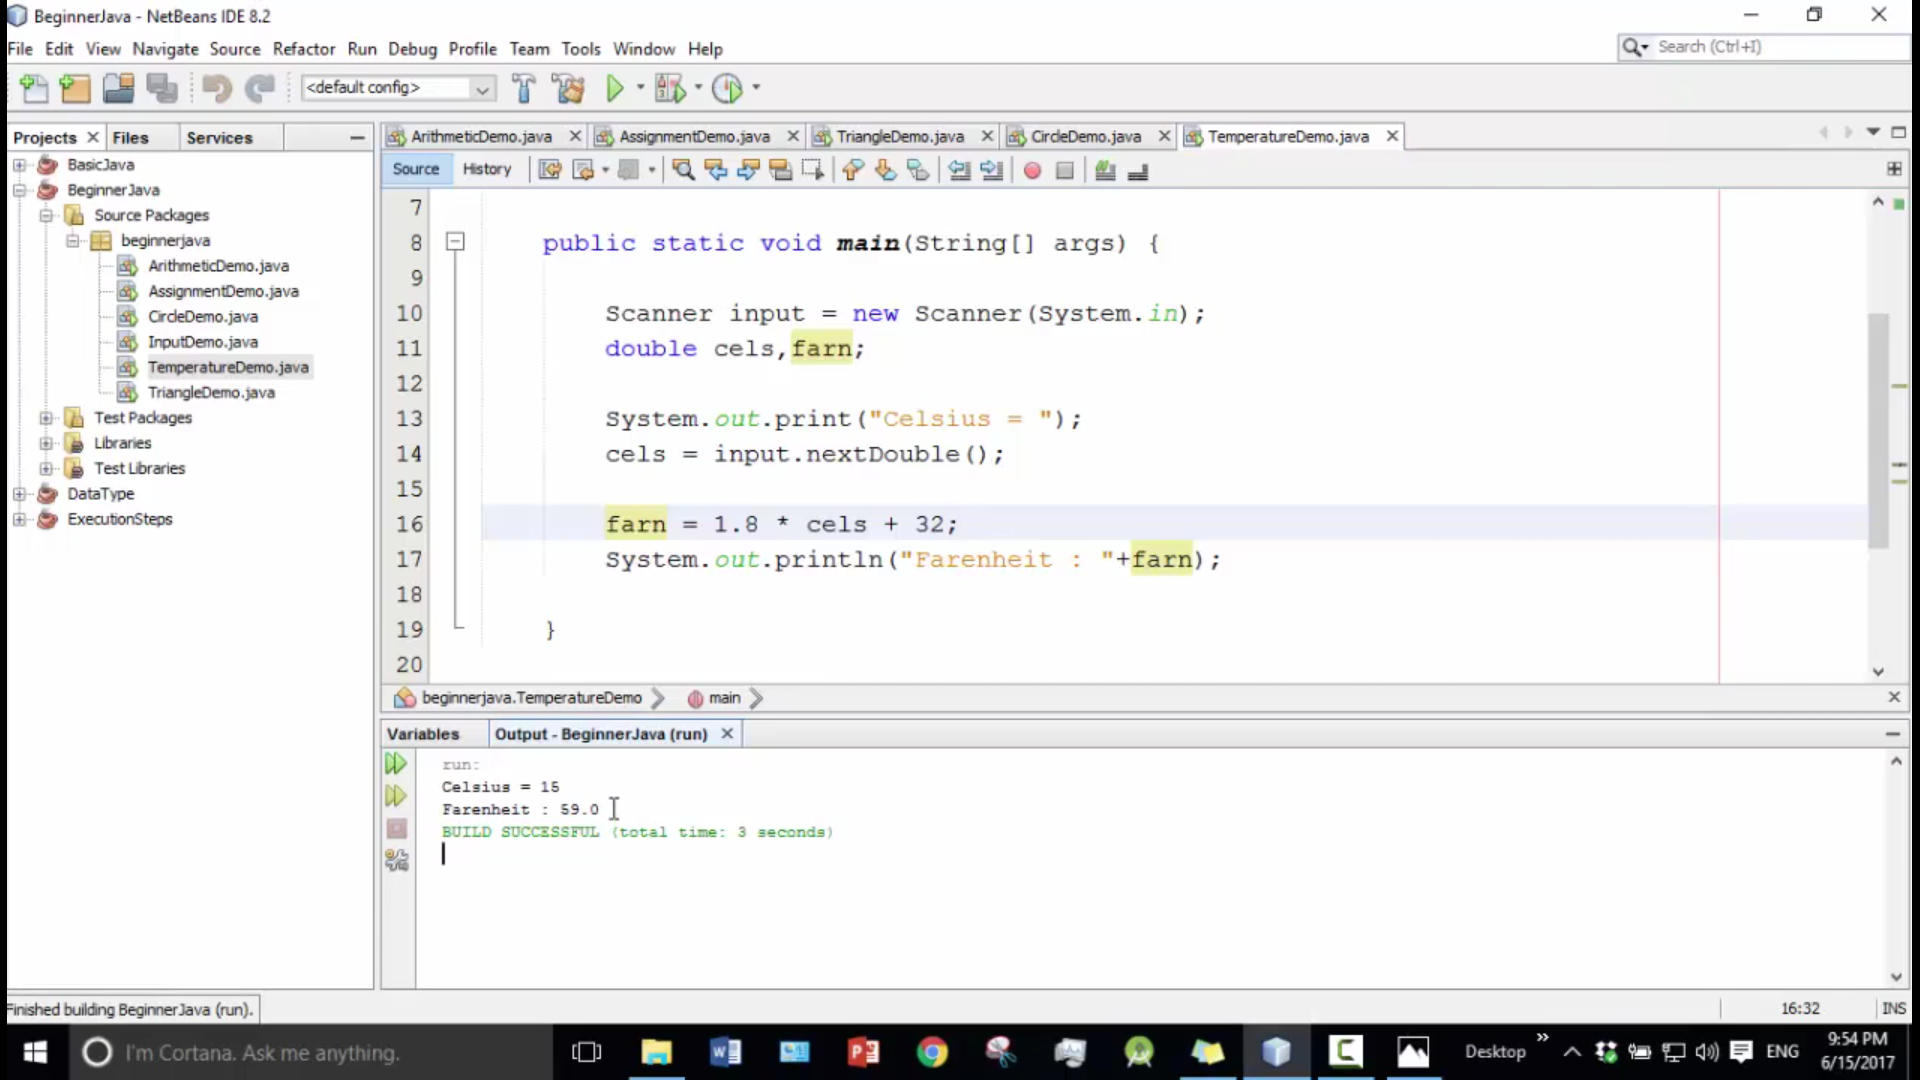 BeginnerJava - NetBeans IDE 8.2
File Edit View Navigate Source Refactor Run Debug Profile Team Tools Window Help
Search (Ctrl+I)
<default config>
Projects Files Services
BasicJava
BeginnerJava
Source Packages
beginnerjava
ArithmeticDemo.java
AssignmentDemo.java
CircleDemo.java
InputDemo.java
TemperatureDemo.java
TriangleDemo.java
Test Packages
Libraries
Test Libraries
DataType
ExecutionSteps
ArithmeticDemo.java AssignmentDemo.java TriangleDemo.java CircleDemo.java TemperatureDemo.java
Source History
7
8 public static void main(String[] args) {
9
10 Scanner input = new Scanner(System.in);
11 double cels,farn;
12
13 System.out.print("Celsius = ");
14 cels = input.nextDouble();
15
16 farn = 1.8 * cels + 32;
17 System.out.println("Farenheit : "+farn);
18
19 }
20
beginnerjava.TemperatureDemo main
Variables Output - BeginnerJava (run)
run:
Celsius = 15
Farenheit : 59.0
BUILD SUCCESSFUL (total time: 3 seconds)
Finished building BeginnerJava (run).
16:32 INS
I'm Cortana. Ask me anything.
Desktop
ENG
9:54 PM
6/15/2017